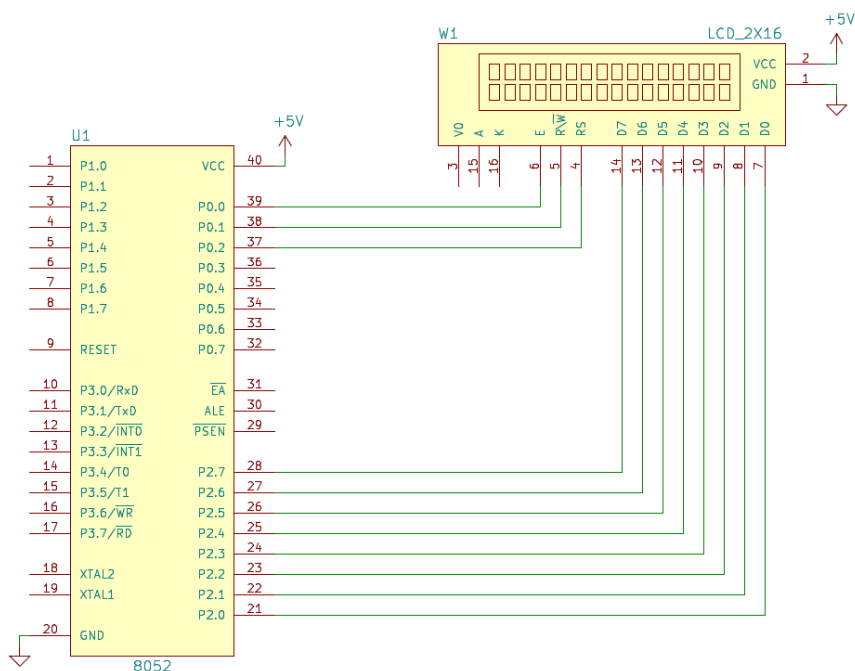 +5V
W1 LCD_2X16
VCC 2
GND 1
VO A K E R\W RS D7 D6 D5 D4 D3 D2 D1 D0
3 15 16 6 5 4 14 13 12 11 10 9 8 7
+5V
U1
1 P1.0 VCC 40
2 P1.1
3 P1.2 P0.0 39
4 P1.3 P0.1 38
5 P1.4 P0.2 37
6 P1.5 P0.3 36
7 P1.6 P0.4 35
8 P1.7 P0.5 34
P0.6 33
9 RESET P0.7 32
10 P3.0/RxD EA 31
11 P3.1/TxD ALE 30
12 P3.2/INT0 PSEN 29
13 P3.3/INT1
14 P3.4/T0 P2.7 28
15 P3.5/T1 P2.6 27
16 P3.6/WR P2.5 26
17 P3.7/RD P2.4 25
P2.3 24
18 XTAL2 P2.2 23
19 XTAL1 P2.1 22
P2.0 21
20 GND
8052